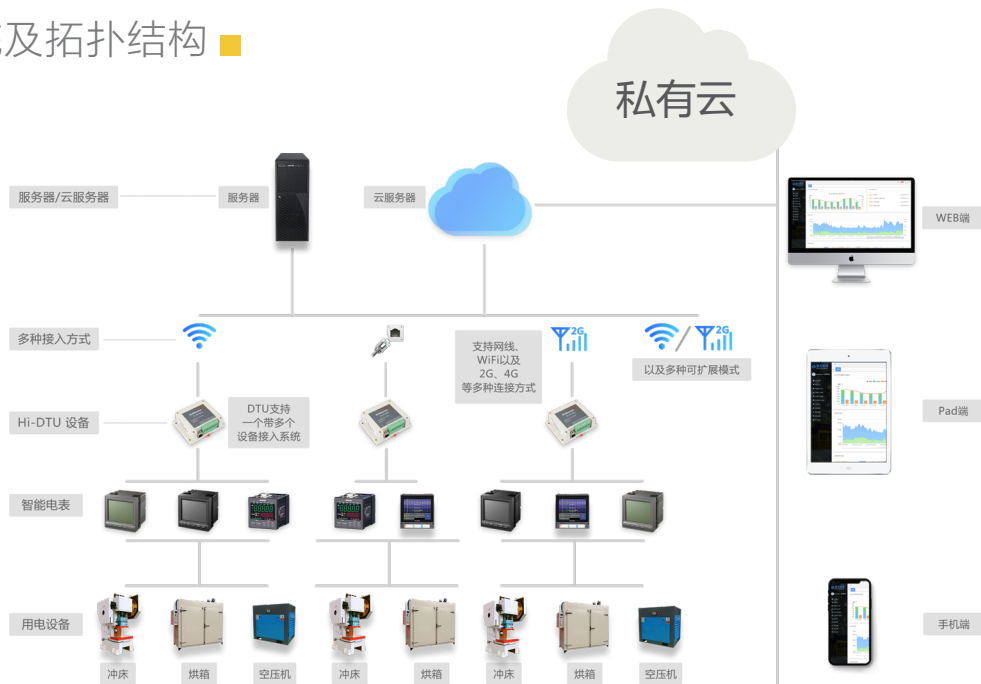 及拓扑结构
私有云
服务器/云服务器
服务器
云服务器
WEB端
多种接入方式
2G
支持网线、
WiFi以及
2G、4G
等多种连接方式
2G
以及多种可扩展模式
Hi-DTU 设备
DTU支持
一个带多个
设备接入系统
Pad端
智能电表
用电设备
手机端
冲床
烘箱
空压机
冲床
烘箱
冲床
烘箱
空压机